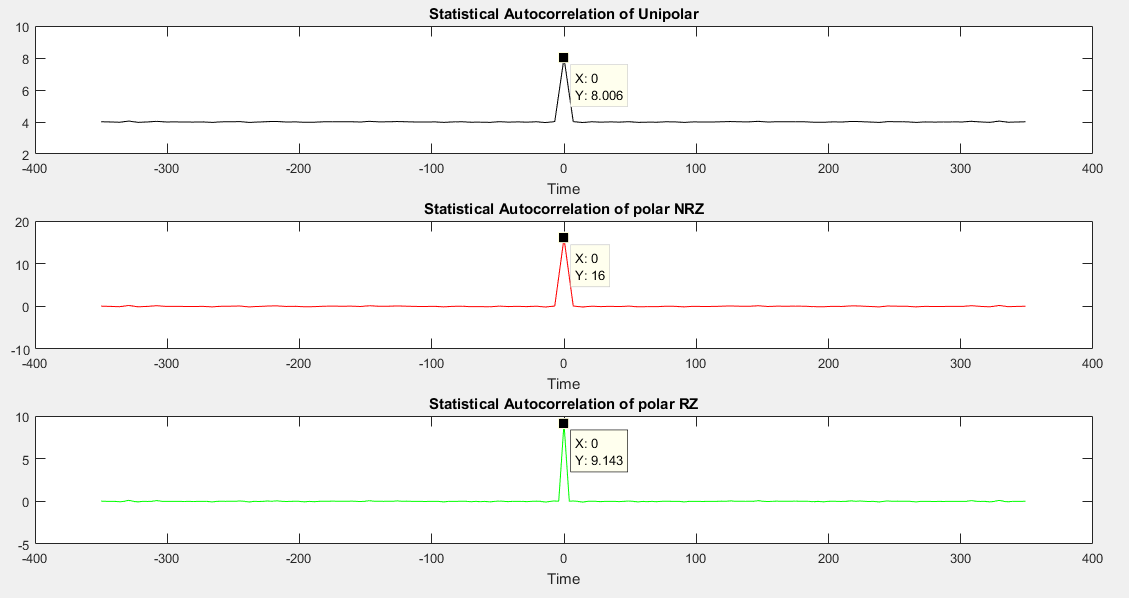 Statistical Autocorrelation of Unipolar
10
8
6
4
2
X: 0
Y: 8.006
-400 -300 -200 -100 0 100 200 300 400
Time
Statistical Autocorrelation of polar NRZ
20
10
0
-10
X: 0
Y: 16
-400 -300 -200 -100 0 100 200 300 400
Time
Statistical Autocorrelation of polar RZ
10
5
0
-5
X: 0
Y: 9.143
-400 -300 -200 -100 0 100 200 300 400
Time